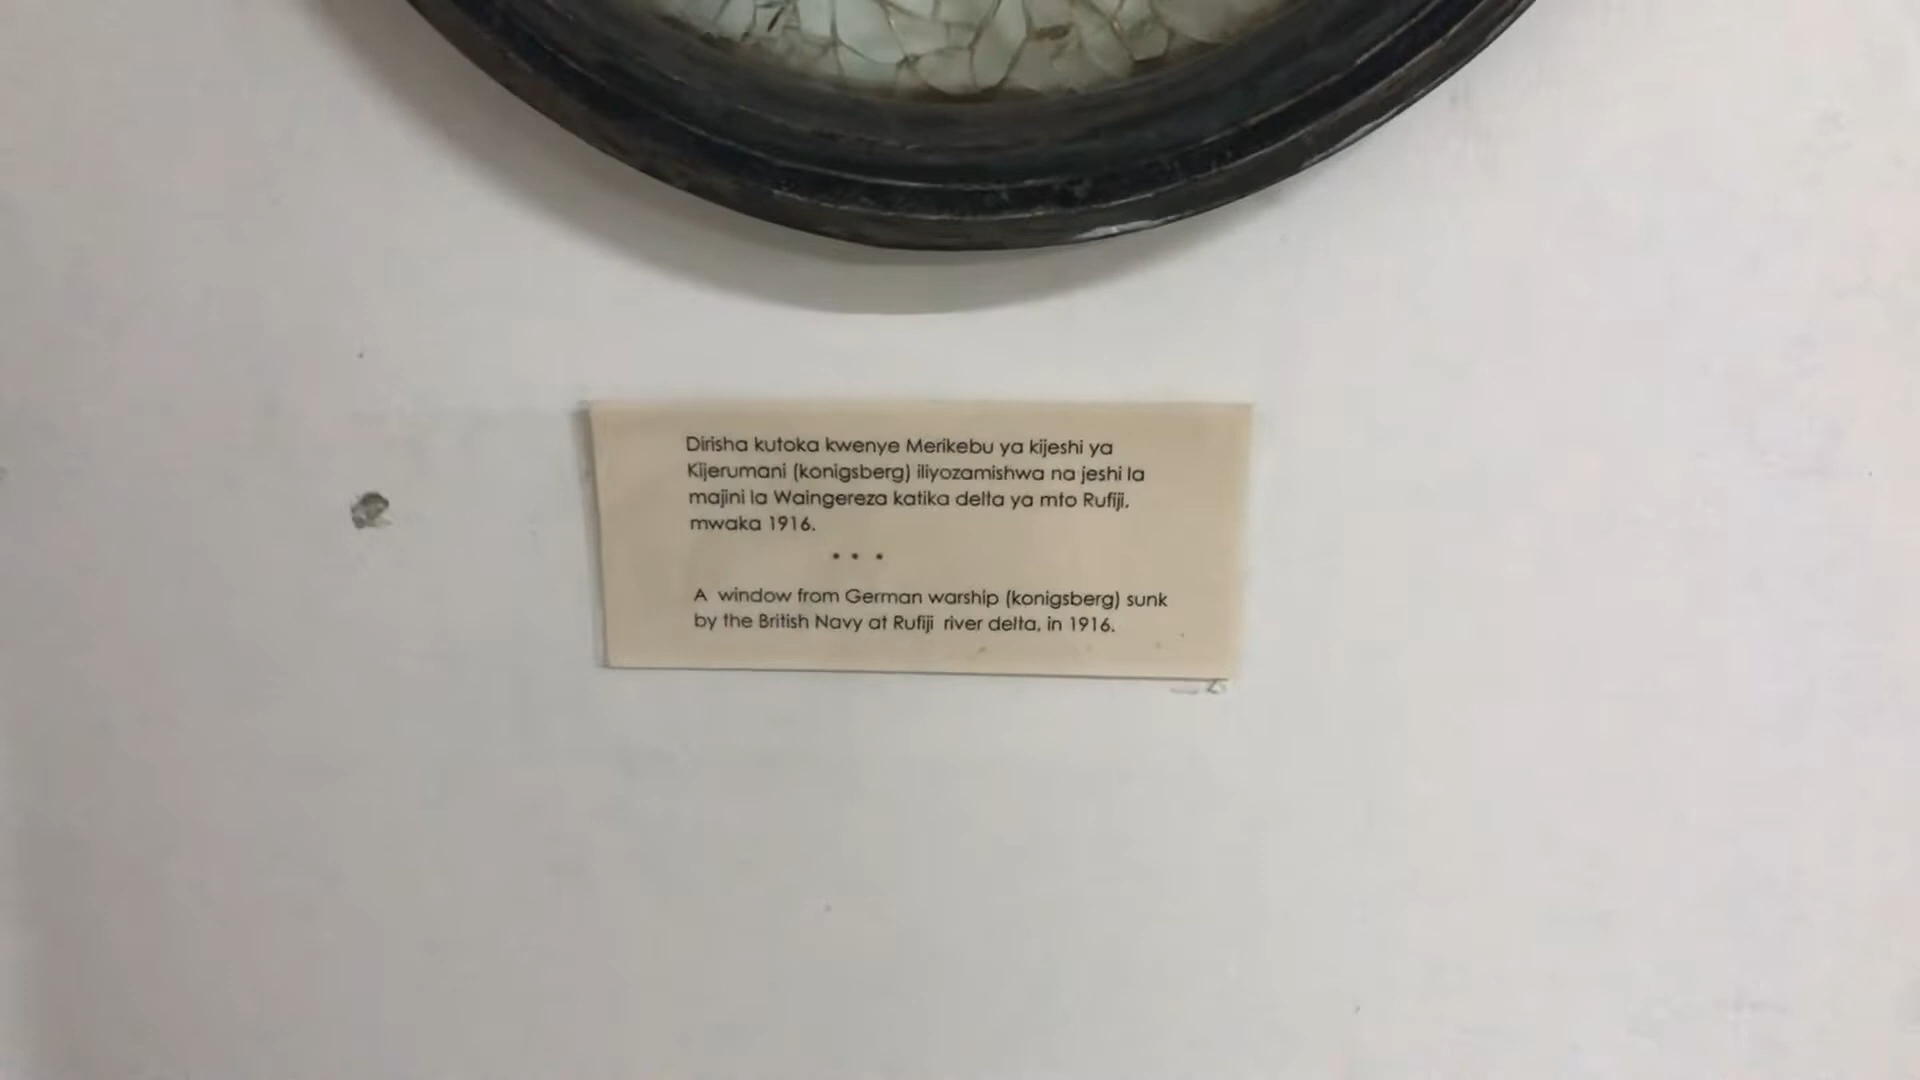 Dirisha kutoka kwenye Merikebu ya kijeshi ya
Kijerumani (konigsberg) iliyozamishwa na jeshi la
majini la Waingereza katika delta ya mto Rufiji,
mwaka 1916.
• • •
A window from German warship (konigsberg) sunk
by the British Navy at Rufiji river delta, in 1916.